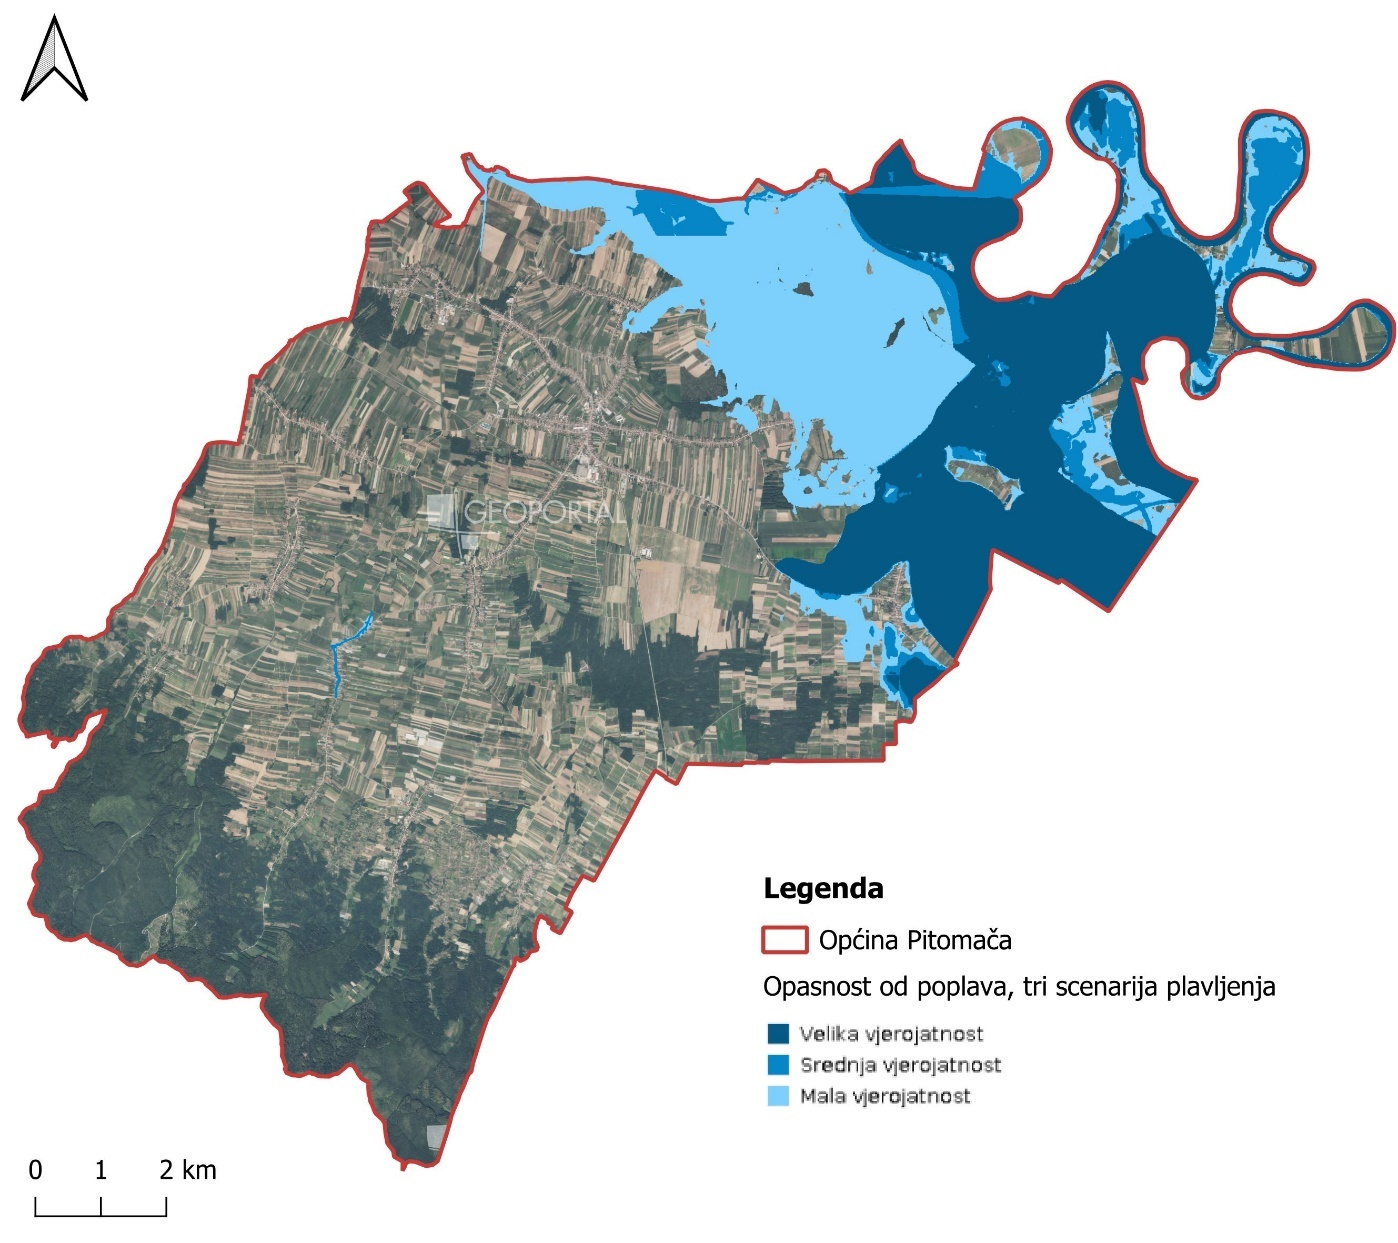 GEOPORTAL
Legenda
Općina Pitomača
Opasnost od poplava, tri scenarija plavljenja
Velika vjerojatnost
Srednja vjerojatnost
Mala vjerojatnost
0 1 2 km